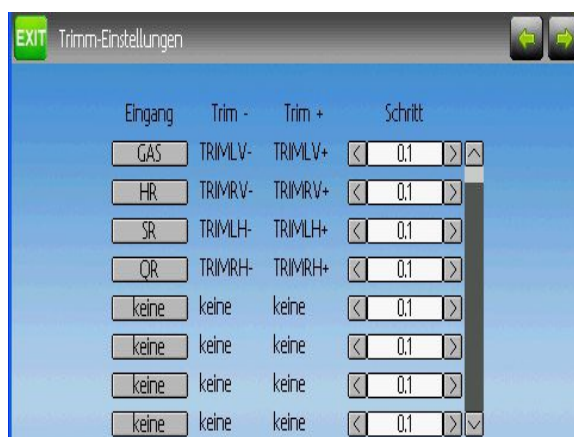 EXIT Trimm-Einstellungen
Eingang Trim - Trim + Schritt
GAS TRIMLV- TRIMLV+ < 0.1 >
HR TRIMRV- TRIMRV+ < 0.1 >
SR TRIMLH- TRIMLH+ < 0.1 >
QR TRIMRH- TRIMRH+ < 0.1 >
keine keine keine < 0.1 >
keine keine keine < 0.1 >
keine keine keine < 0.1 >
keine keine keine < 0.1 >